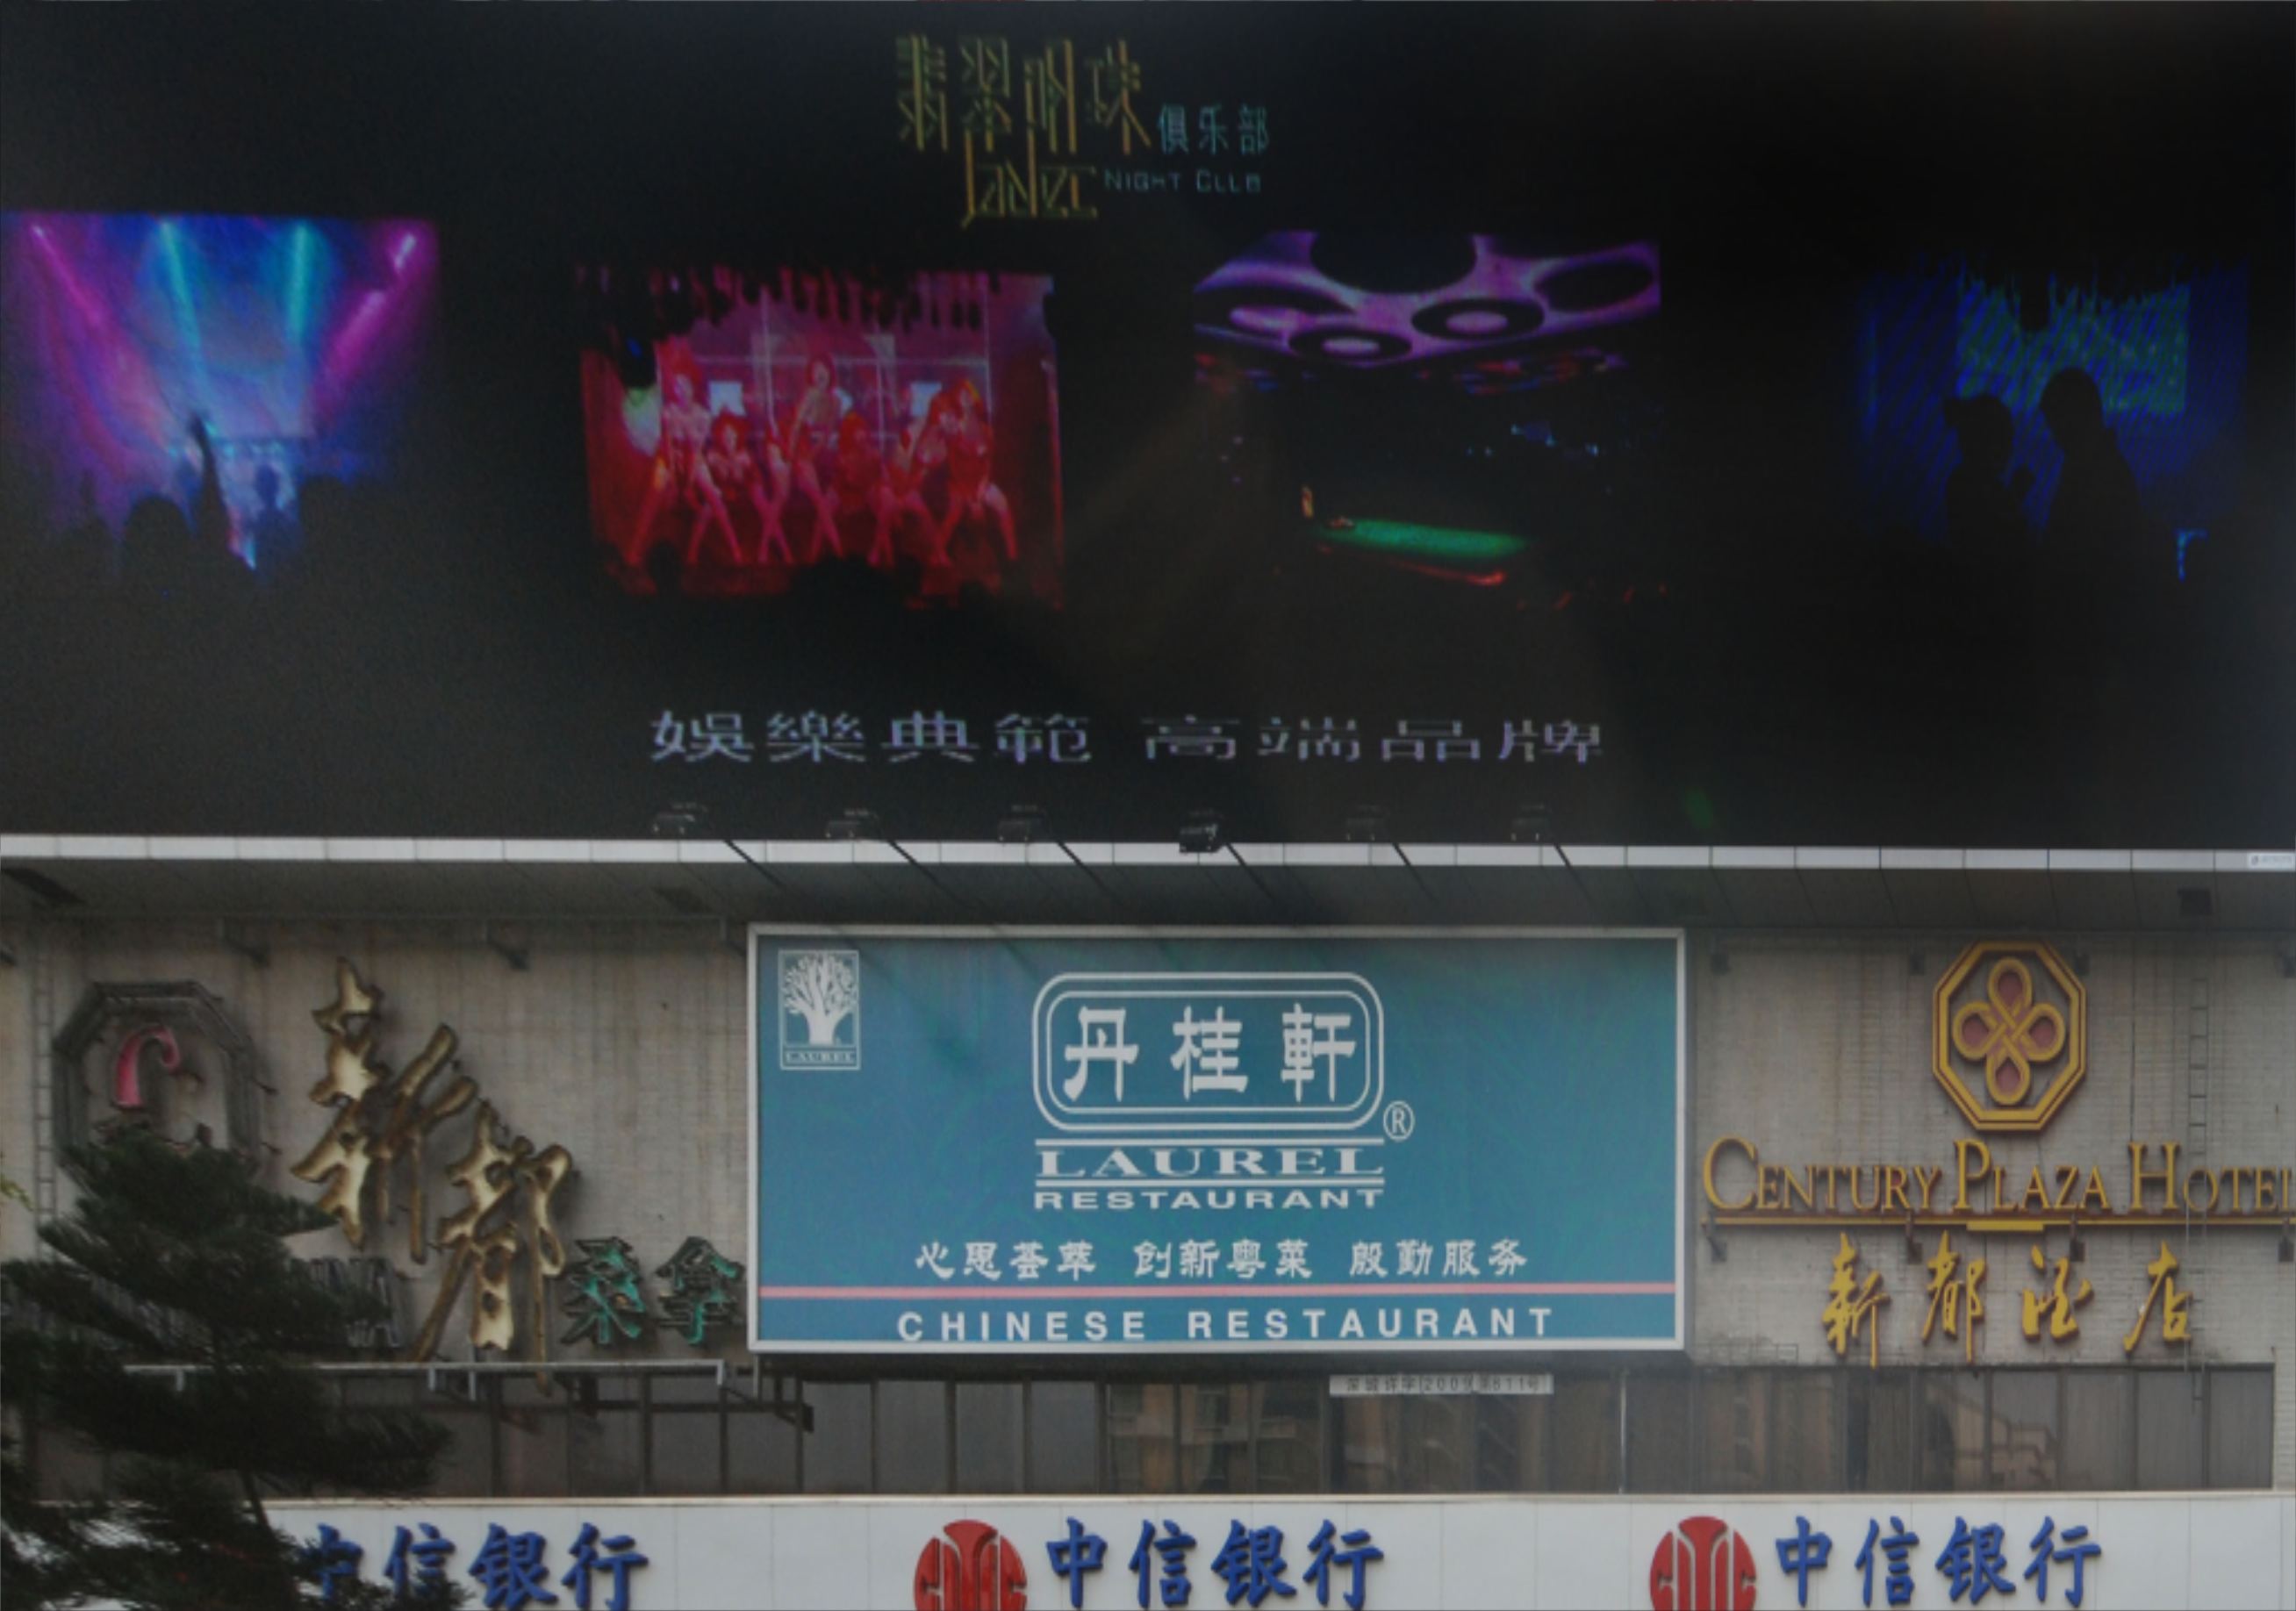 翡翠明珠俱乐部
NIGHT CLUB
娛樂典範 高端品牌
新都
桑拿
LAUREL
丹桂軒®
LAUREL
RESTAURANT
心思荟萃 创新粤菜 殷勤服务
CHINESE RESTAURANT
CENTURY PLAZA HOTEL
新都酒店
中信银行
中信银行
中信银行